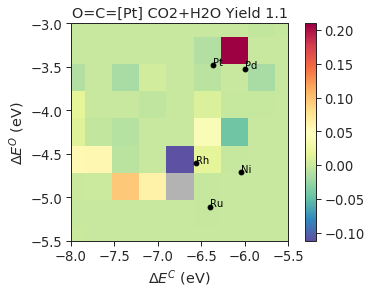 O=C=[Pt] CO2+H2O Yield 1.1
−3.0
−3.5
−4.0
−4.5
−5.0
−5.5
ΔE^O (eV)
Pt
Pd
Rh
Ni
Ru
−8.0 −7.5 −7.0 −6.5 −6.0 −5.5
ΔE^C (eV)
0.20
0.15
0.10
0.05
0.00
−0.05
−0.10